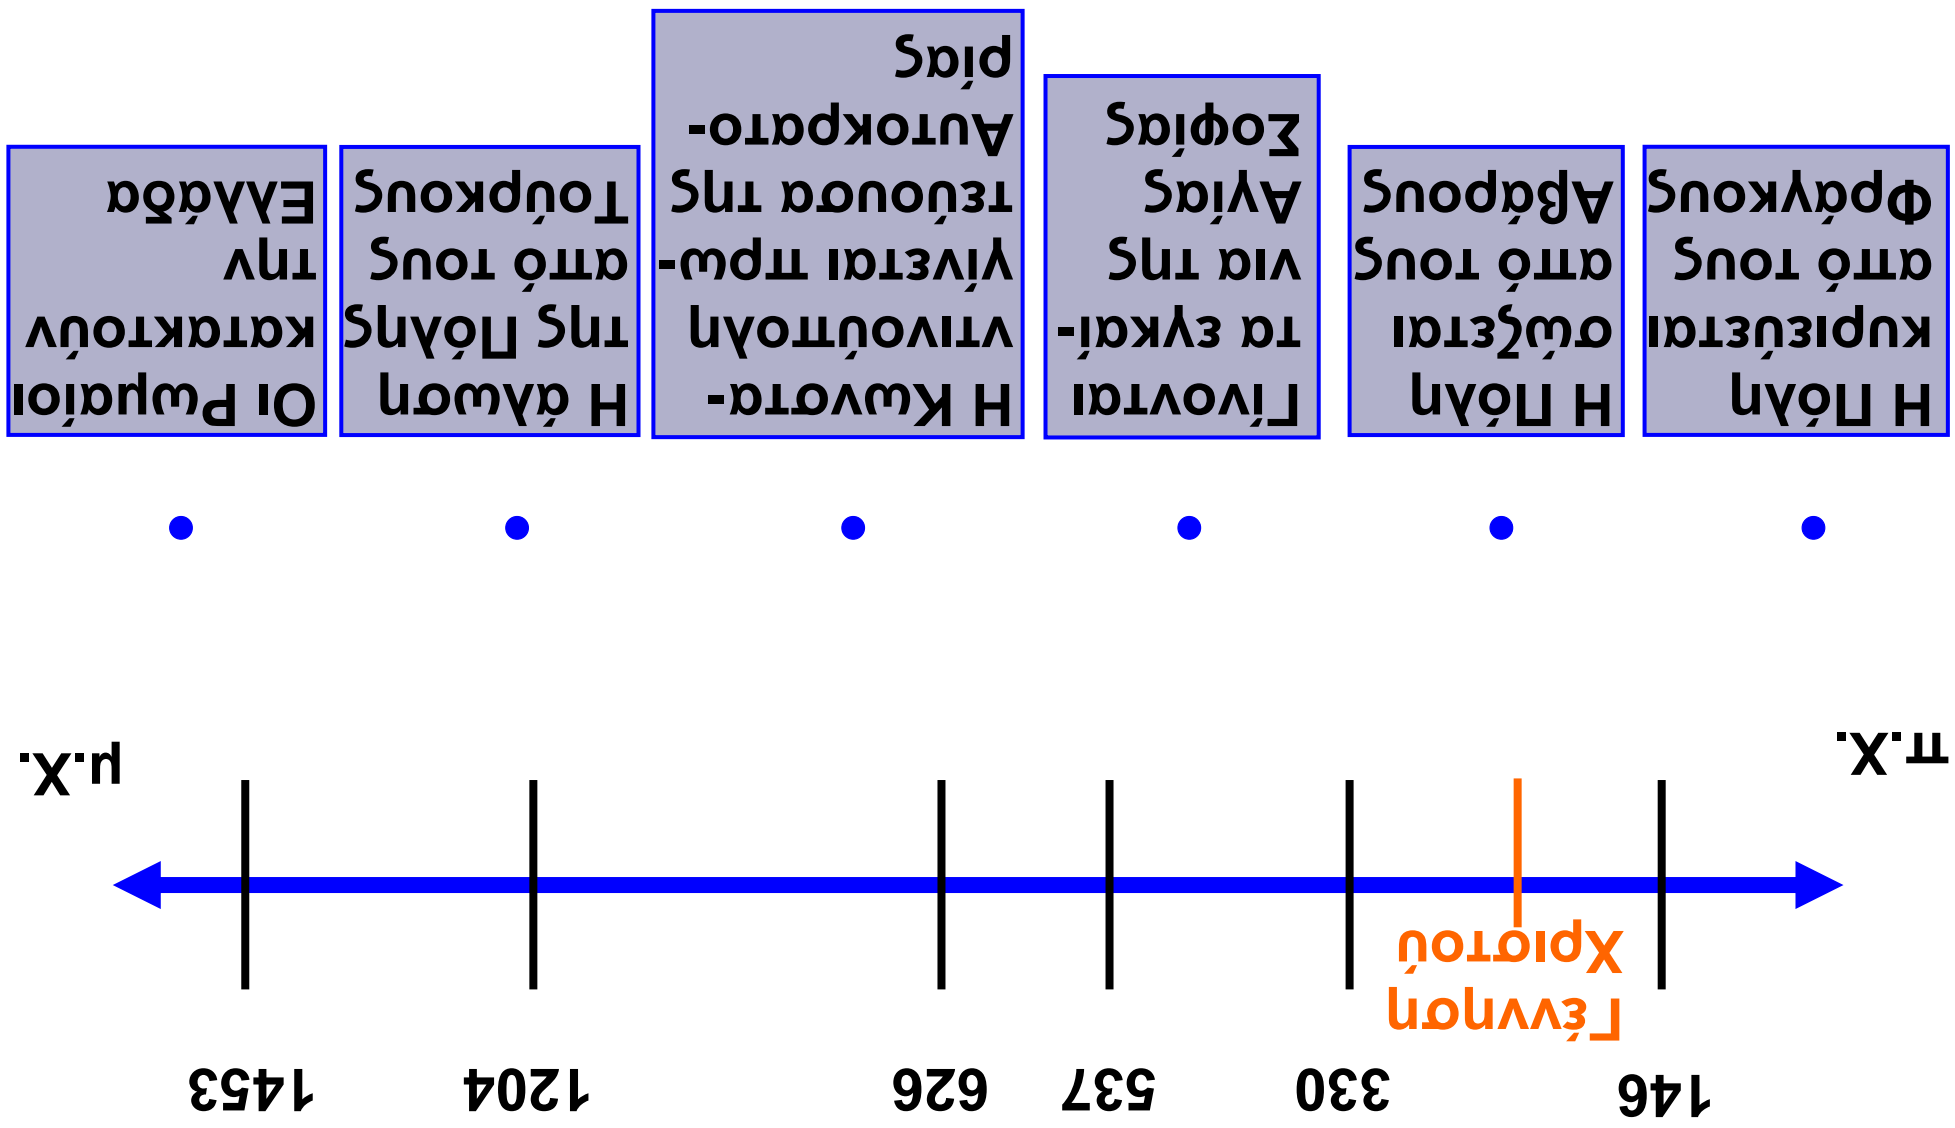 146
330
537
626
1204
1453
Γέννηση
Χριστού
π.Χ.
μ.Χ.
Η Πόλη
κυριεύεται
από τους
Φράγκους
Η Πόλη
σώζεται
από τους
Αβάρους
Γίνονται
τα εγκαί-
νια της
Αγίας
Σοφίας
Η Κωνστα-
ντινούπολη
γίνεται πρω-
τεύουσα της
Αυτοκρατο-
ρίας
Η άλωση
της Πόλης
από τους
Τούρκους
Οι Ρωμαίοι
κατακτούν
την
Ελλάδα